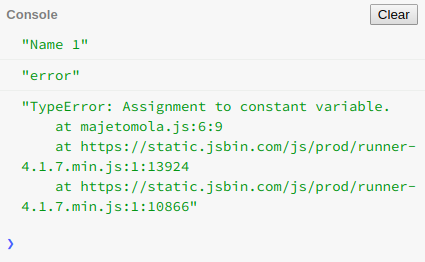 Console Clear
"Name 1"
"error"
"TypeError: Assignment to constant variable.
at majetomola.js:6:9
at https://static.jsbin.com/js/prod/runner-
4.1.7.min.js:1:13924
at https://static.jsbin.com/js/prod/runner-
4.1.7.min.js:1:10866"
❯